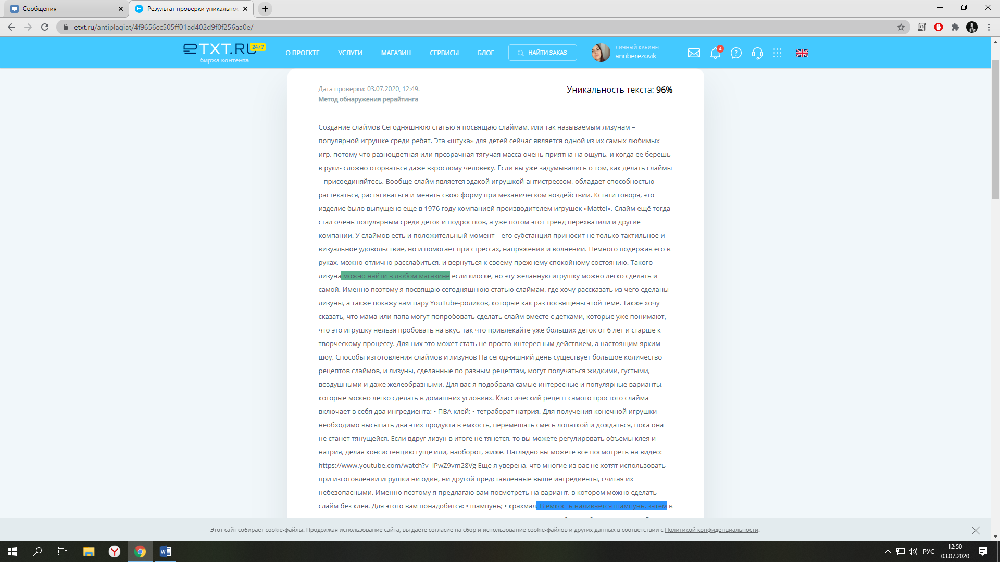 Сообщения
Результат проверки уникальнос
etxt.ru/antiplagiat/4f9656cc505ff01ad402d9f0f256aa0e/
eTXT.RU 24/7
биржа контента
О ПРОЕКТЕ УСЛУГИ МАГАЗИН СЕРВИСЫ БЛОГ НАЙТИ ЗАКАЗ
ЛИЧНЫЙ КАБИНЕТ
annberezovik
4
Дата проверки: 03.07.2020, 12:49.
Уникальность текста: 96%
Метод обнаружения рерайтинга
Создание слаймов Сегодняшнюю статью я посвящаю слаймам, или так называемым лизунам –
популярной игрушке среди ребят. Эта «штука» для детей сейчас является одной из их самых любимых
игр, потому что разноцветная или прозрачная тягучая масса очень приятна на ощупь, и когда её берёшь
в руки- сложно оторваться даже взрослому человеку. Если вы уже задумывались о том, как делать слаймы
– присоединяйтесь. Вообще слайм является эдакой игрушкой-антистрессом, обладает способностью
растекаться, растягиваться и менять свою форму при механическом воздействии. Кстати говоря, это
изделие было выпущено еще в 1976 году компанией производителем игрушек «Mattel». Слайм ещё тогда
стал очень популярным среди деток и подростков, а уже потом этот тренд перехватили и другие
компании. У слаймов есть и положительный момент – его субстанция приносит не только тактильное и
визуальное удовольствие, но и помогает при стрессах, напряжении и волнении. Немного подержав его в
руках, можно отлично расслабиться, и вернуться к своему прежнему спокойному состоянию. Такого
лизуна можно найти в любом магазине если киоске, но эту желанную игрушку можно легко сделать и
самой. Именно поэтому я посвящаю сегодняшнюю статью слаймам, где хочу рассказать из чего сделаны
лизуны, а также покажу вам пару YouTube-роликов, которые как раз посвящены этой теме. Также хочу
сказать, что мама или папа могут попробовать сделать слайм вместе с детками, которые уже понимают,
что это игрушку нельзя пробовать на вкус, так что привлекайте уже больших деток от 6 лет и старше к
творческому процессу. Для них это может стать не просто интересным действием, а настоящим ярким
шоу. Способы изготовления слаймов и лизунов На сегодняшний день существует большое количество
рецептов слаймов, и лизуны, сделанные по разным рецептам, могут получаться жидкими, густыми,
воздушными и даже желеобразными. Для вас я подобрала самые интересные и популярные варианты,
которые можно легко сделать в домашних условиях. Классический рецепт самого простого слайма
включает в себя два ингредиента: • ПВА клей; • тетраборат натрия. Для получения конечной игрушки
необходимо высыпать два этих продукта в емкость, перемешать смесь лопаткой и дождаться, пока она
не станет тянущейся. Если вдруг лизун в итоге не тянется, то вы можете регулировать объемы клея и
натрия, делая консистенцию гуще или, наоборот, жиже. Наглядно вы можете все посмотреть на видео:
https://www.youtube.com/watch?v=lPwZ9vm28Vg Еще я уверена, что многие из вас не хотят использовать
при изготовлении игрушки ни один, ни другой представленные выше ингредиенты, считая их
небезопасными. Именно поэтому я предлагаю вам посмотреть на вариант, в котором можно сделать
слайм без клея. Для этого вам понадобится: • шампунь; • крахмал. В емкость наливается шампунь, затем в
Этот сайт собирает cookie-файлы. Продолжая использование сайта, вы даете согласие на сбор и использование cookie-файлов и других данных в соответствии с Политикой конфиденциальности.
РУС
12:50
03.07.2020